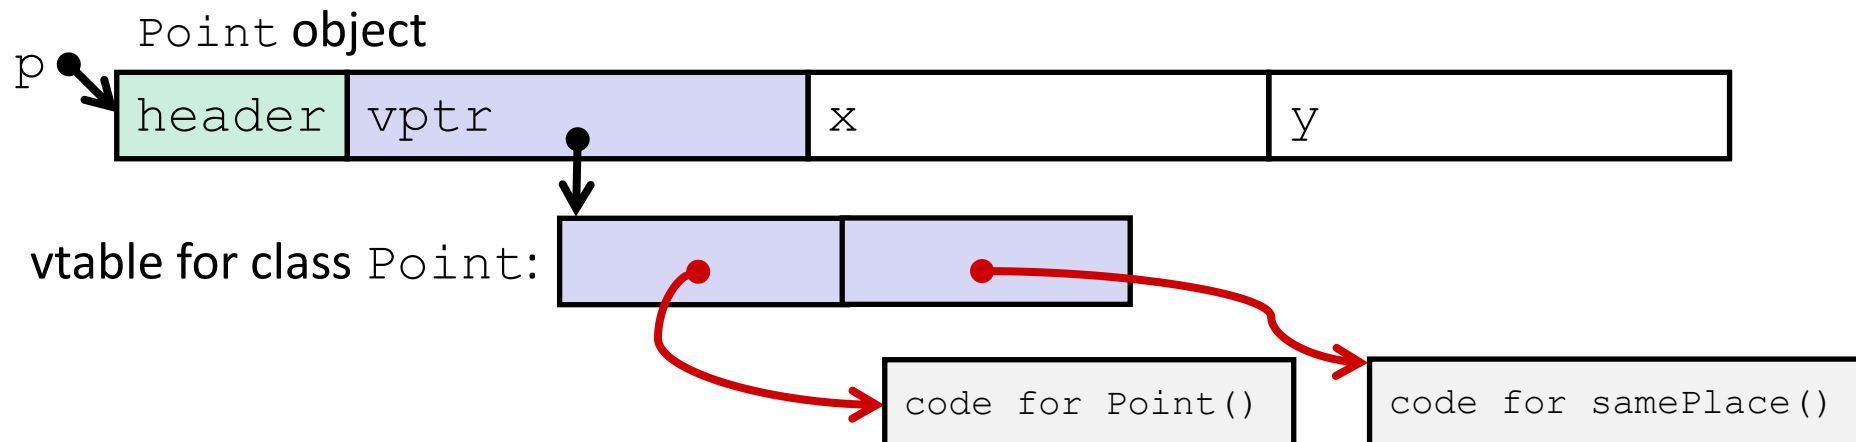 Point object
p
header vptr x y
vtable for class Point:
code for Point() code for samePlace()